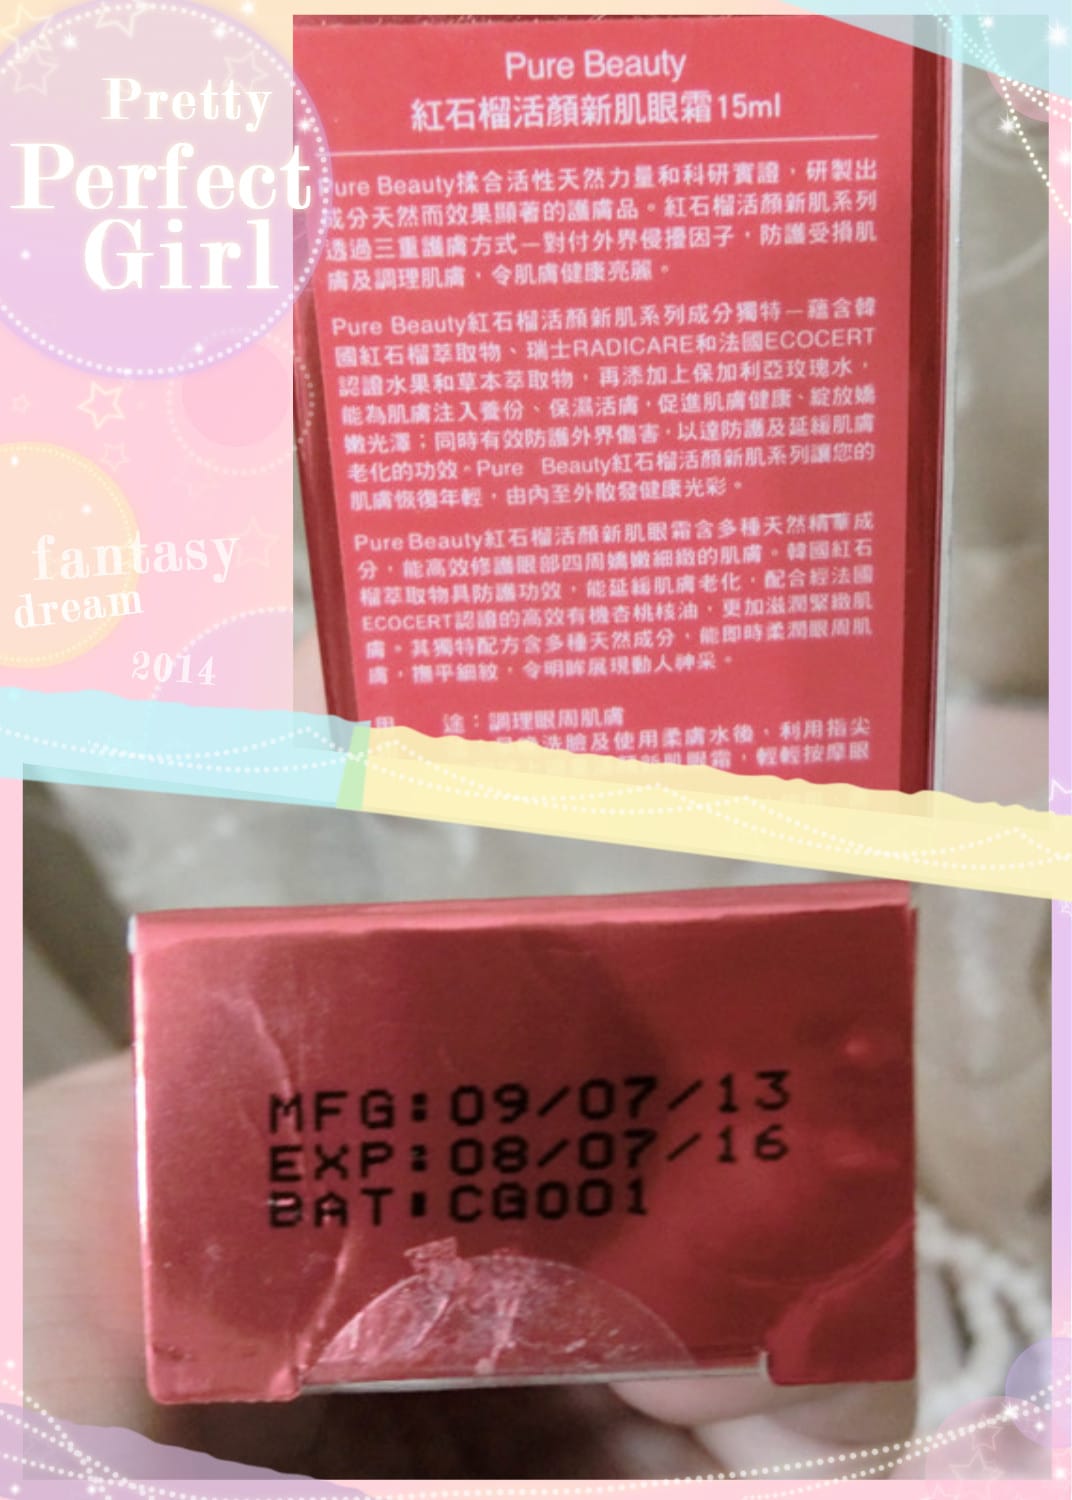 Pretty
Perfect
Girl
fantasy
dream
2014
Pure Beauty
紅石榴活顏新肌眼霜15ml
Pure Beauty揉合活性天然力量和科研實證，研製出
成分天然而效果顯著的護膚品。紅石榴活顏新肌系列
透過三重護膚方式－對付外界侵擾因子，防護受損肌
膚及調理肌膚，令肌膚健康亮麗。
Pure Beauty紅石榴活顏新肌系列成分獨特－蘊含韓
國紅石榴萃取物、瑞士RADICARE和法國ECOCERT
認證水果和草本萃取物，再添加上保加利亞玫瑰水，
能為肌膚注入養份、保濕活膚，促進肌膚健康、綻放嬌
嫩光澤；同時有效防護外界傷害，以達防護及延緩肌膚
老化的功效。Pure Beauty紅石榴活顏新肌系列讓您的
肌膚恢復年輕，由內至外散發健康光彩。
Pure Beauty紅石榴活顏新肌眼霜含多種天然精華成
分，能高效修護眼部四周嬌嫩細緻的肌膚。韓國紅石
榴萃取物具防護功效，能延緩肌膚老化，配合經法國
ECOCERT認證的高效有機杏桃核油，更加滋潤緊緻肌
膚。其獨特配方含多種天然成分，能即時柔潤眼周肌
膚，撫平細紋，令明眸展現動人神采。
用 途：調理眼周肌膚
洗臉及使用柔膚水後，利用指尖
新肌眼霜，輕輕按摩眼
MFG:09/07/13
EXP:08/07/16
BAT:CG001